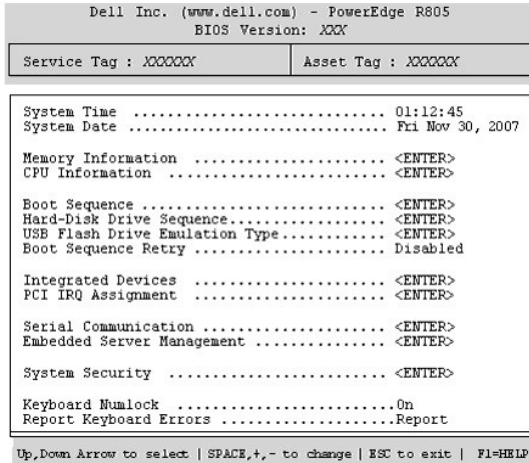 Dell Inc. (www.dell.com) - PowerEdge R805
BIOS Version: XXX
Service Tag : XXXXXX Asset Tag : XXXXXX
System Time .............................. 01:12:45
System Date .............................. Fri Nov 30, 2007
Memory Information ...................... <ENTER>
CPU Information ......................... <ENTER>
Boot Sequence ............................ <ENTER>
Hard-Disk Drive Sequence.................. <ENTER>
USB Flash Drive Emulation Type............ <ENTER>
Boot Sequence Retry ....................... Disabled
Integrated Devices ...................... <ENTER>
PCI IRQ Assignment ...................... <ENTER>
Serial Communication ..................... <ENTER>
Embedded Server Management ............... <ENTER>
System Security ......................... <ENTER>
Keyboard Numlock .........................On
Report Keyboard Errors ...................Report
Up,Down Arrow to select | SPACE,+,- to change | ESC to exit | F1=HELP